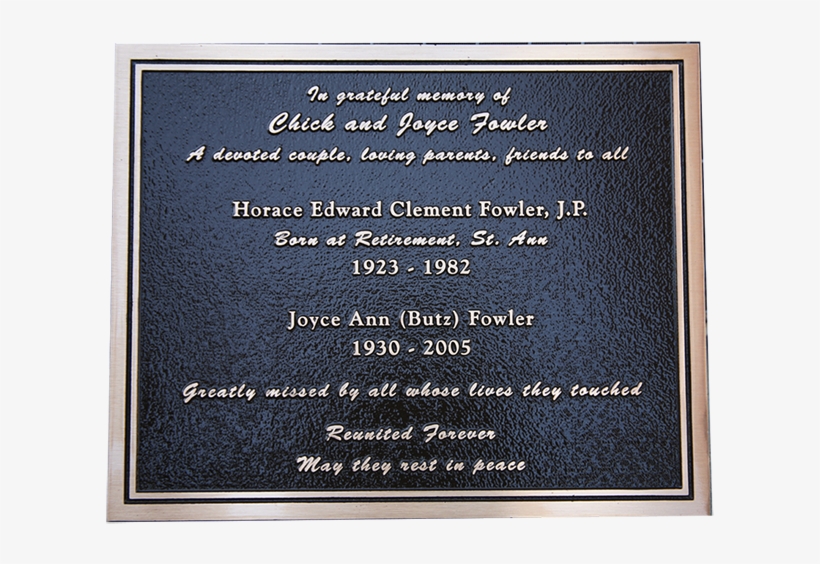 In grateful memory of
Chick and Joyce Fowler
A devoted couple, loving parents, friends to all
Horace Edward Clement Fowler, J.P.
Born at Retirement, St. Ann
1923 - 1982
Joyce Ann (Butz) Fowler
1930 - 2005
Greatly missed by all whose lives they touched
Reunited Forever
May they rest in peace